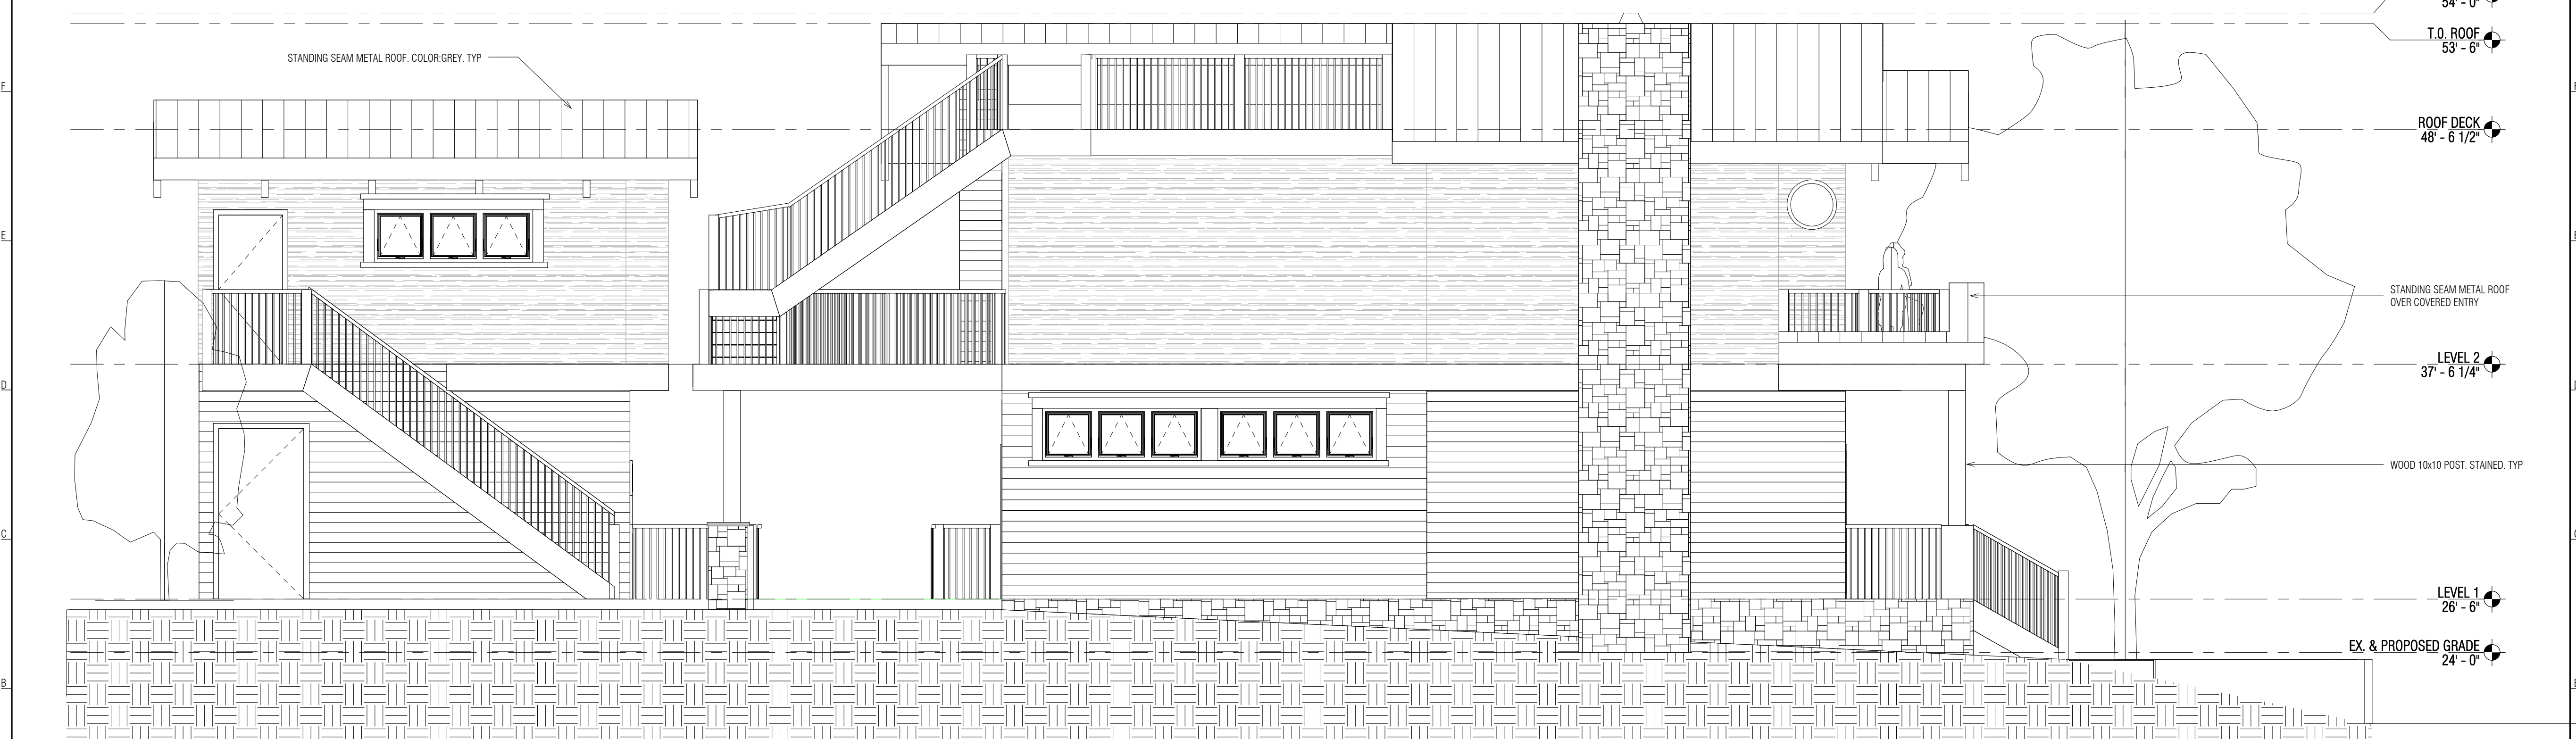 54' - 0"
T.O. ROOF
53' - 6"
STANDING SEAM METAL ROOF. COLOR:GREY. TYP
F
F
ROOF DECK
48' - 6 1/2"
E
E
STANDING SEAM METAL ROOF
OVER COVERED ENTRY
LEVEL 2
37' - 6 1/4"
D
D
WOOD 10x10 POST. STAINED. TYP
C
C
LEVEL 1
26' - 6"
EX. & PROPOSED GRADE
24' - 0"
B
B